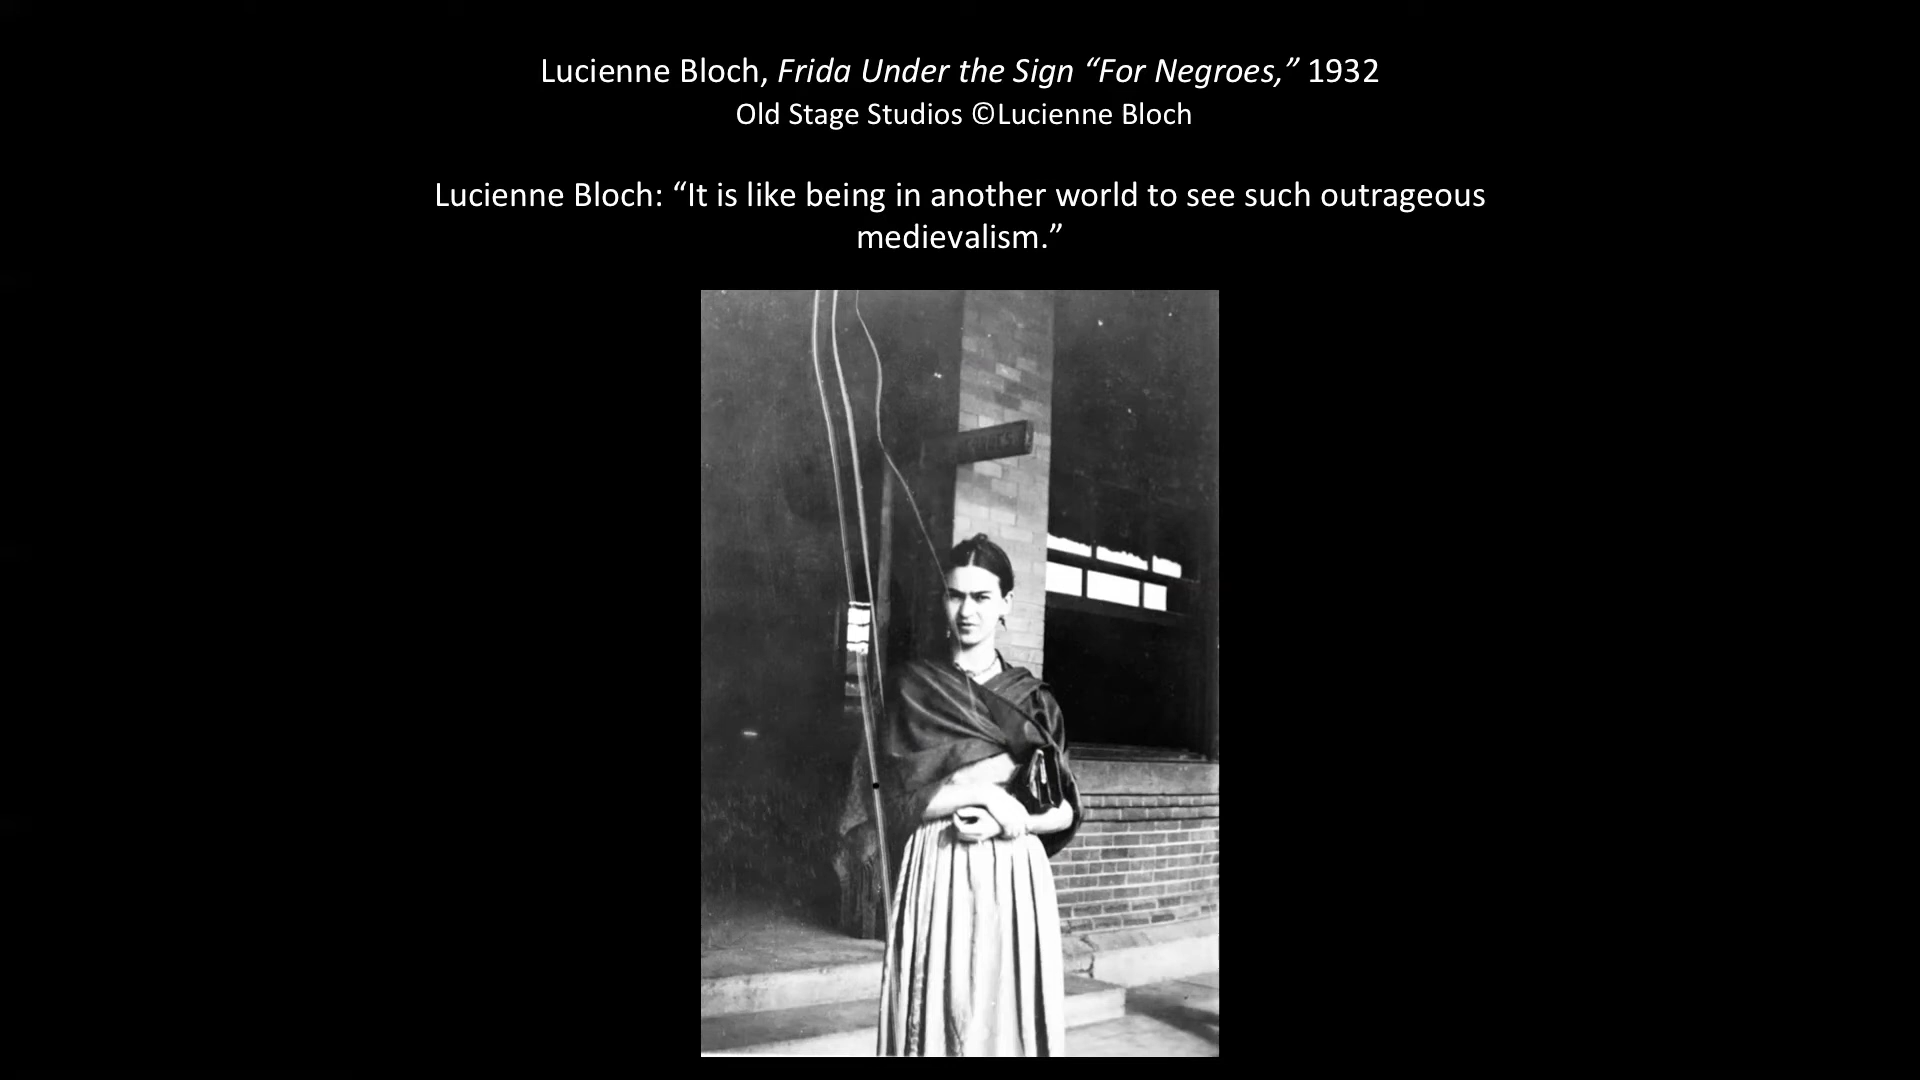 Lucienne Bloch, Frida Under the Sign “For Negroes,” 1932
Old Stage Studios ©Lucienne Bloch
Lucienne Bloch: “It is like being in another world to see such outrageous
medievalism.”